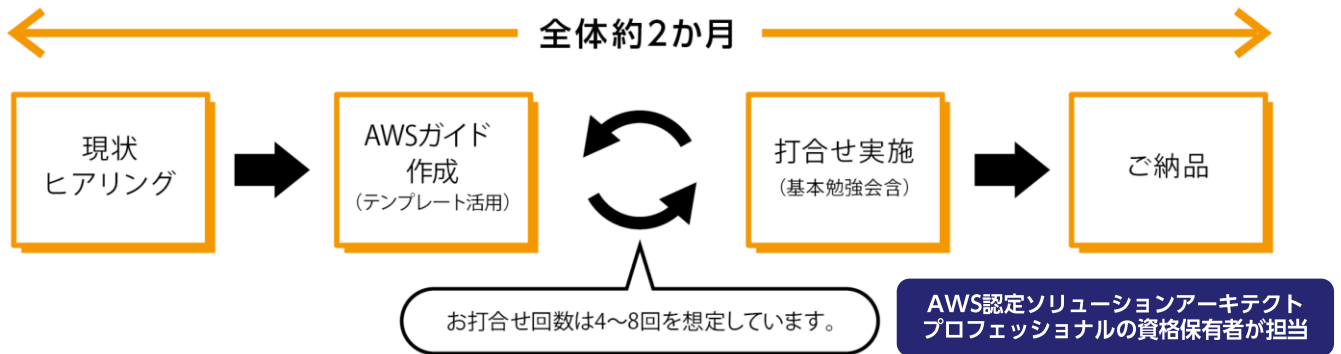 全体約2か月
現状
ヒアリング
AWSガイド
作成
（テンプレート活用）
打合せ実施
（基本勉強会含）
ご納品
お打合せ回数は4～8回を想定しています。
AWS認定ソリューションアーキテクト
プロフェッショナルの資格保有者が担当